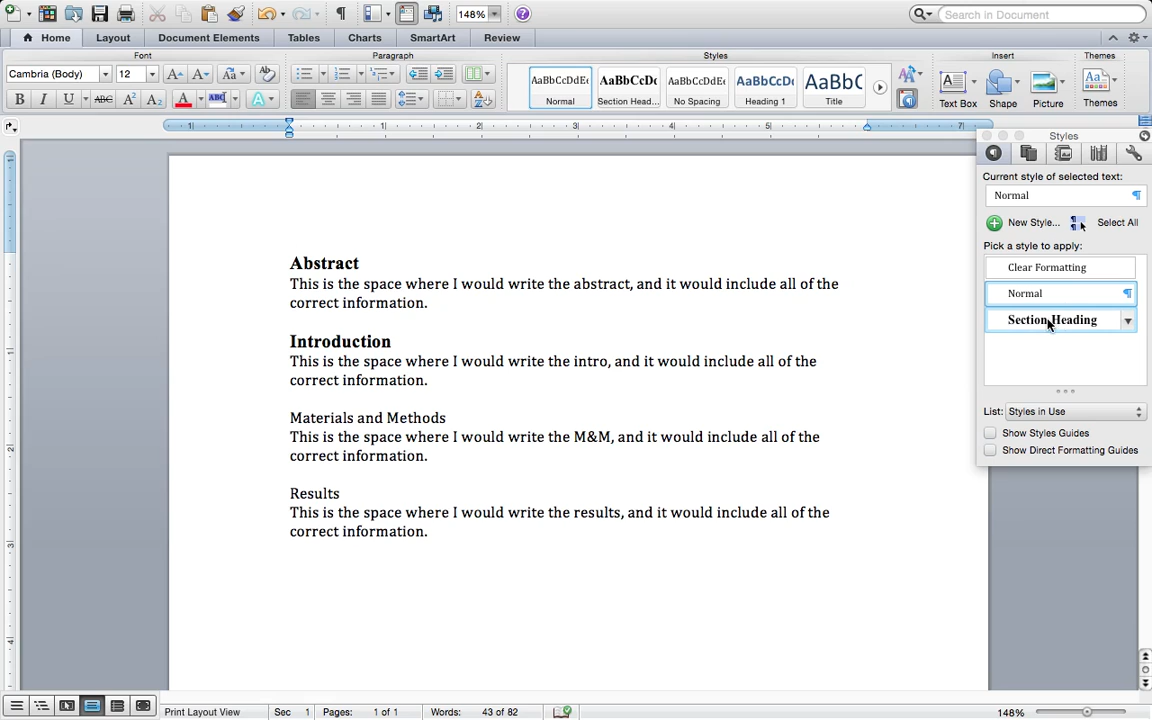 148%
Search in Document
Home Layout Document Elements Tables Charts SmartArt Review
Font Paragraph Styles Insert Themes
Cambria (Body) 12
AaBbCcDdEe AaBbCcDc AaBbCcDdEe AaBbCcDc AaBbC
Normal Section Head... No Spacing Heading 1 Title
Text Box Shape Picture Themes
B I U ABC A² A₂ A ABC A
Styles
Current style of selected text:
Normal
New Style... Select All
Pick a style to apply:
Clear Formatting
Normal
Section Heading
List: Styles in Use
Show Styles Guides
Show Direct Formatting Guides
Abstract
This is the space where I would write the abstract, and it would include all of the
correct information.
Introduction
This is the space where I would write the intro, and it would include all of the
correct information.
Materials and Methods
This is the space where I would write the M&M, and it would include all of the
correct information.
Results
This is the space where I would write the results, and it would include all of the
correct information.
Print Layout View Sec 1 Pages: 1 of 1 Words: 43 of 82 148%